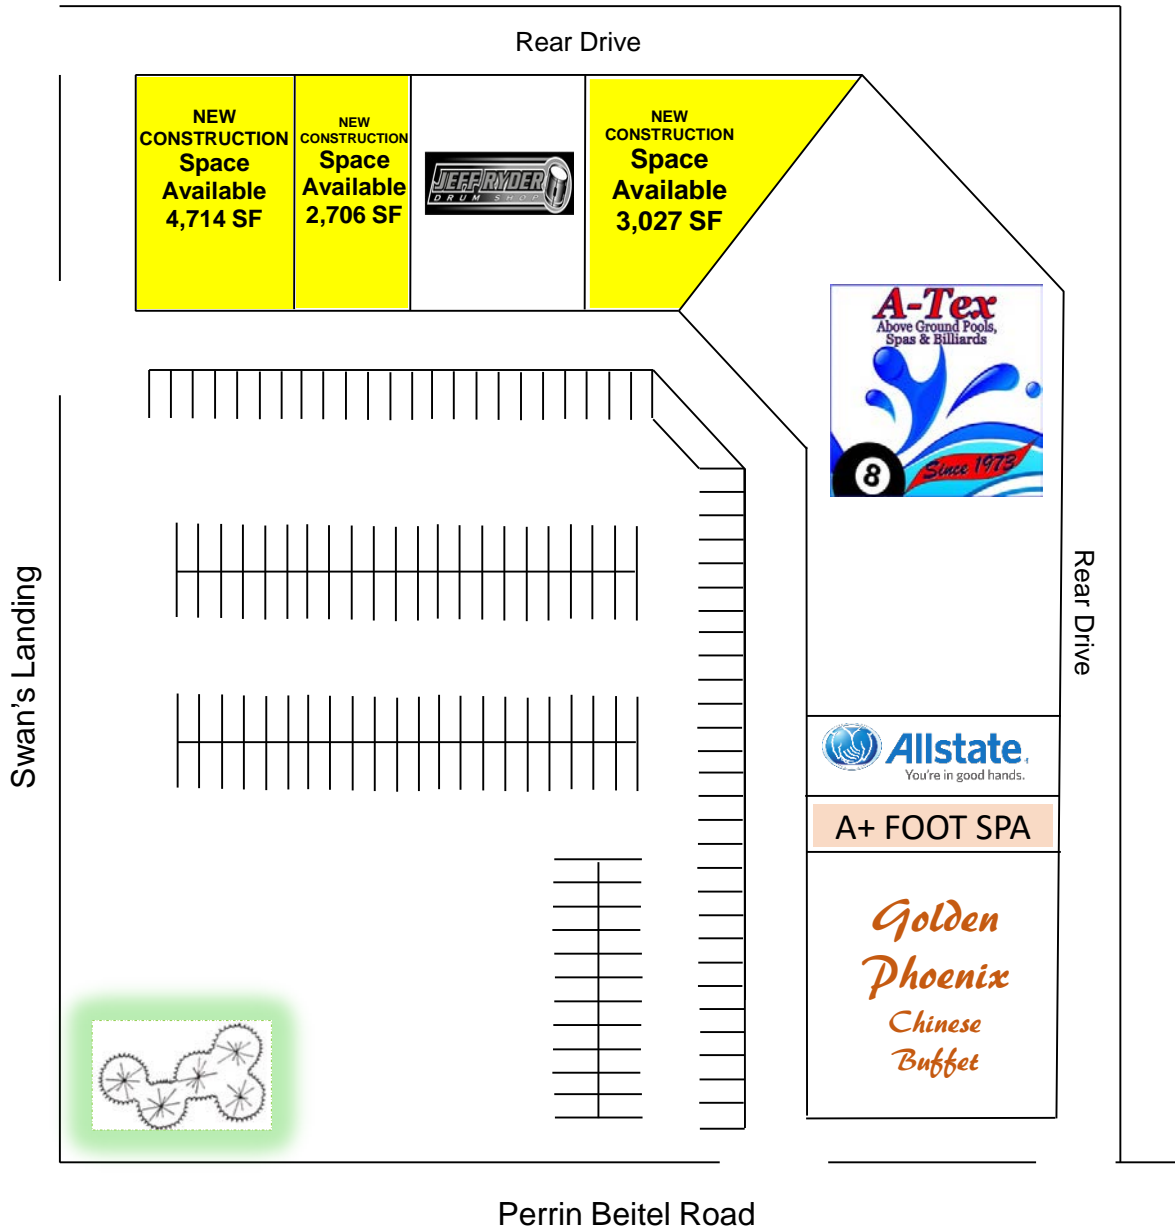 Rear Drive
NEW
CONSTRUCTION
Space
Available
4,714 SF
NEW
CONSTRUCTION
Space
Available
2,706 SF
JEFF RYDER
DRUM SHOP
NEW
CONSTRUCTION
Space
Available
3,027 SF
A-Tex
Above Ground Pools,
Spas & Billiards
8
Since 1973
Rear Drive
Swan's Landing
Allstate
You're in good hands.
A+ FOOT SPA
Golden
Phoenix
Chinese
Buffet
Perrin Beitel Road